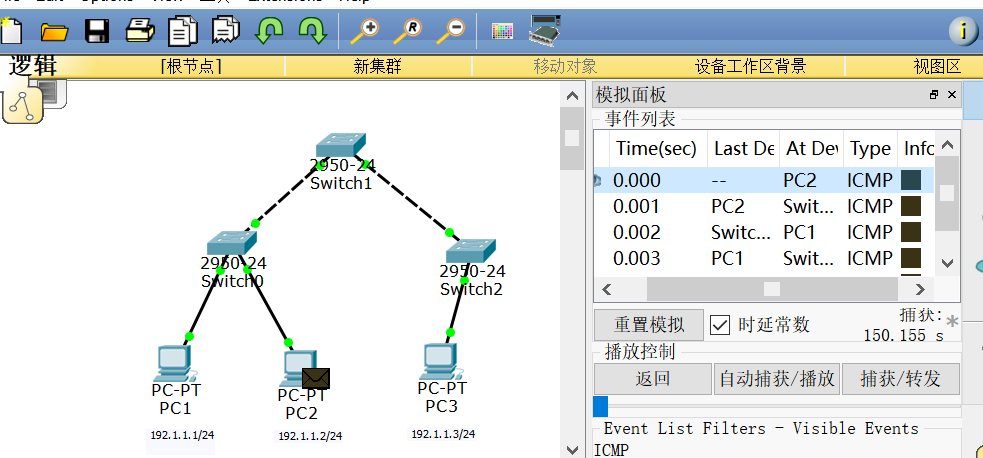 逻辑
[根节点]
新集群
移动对象
设备工作区背景
视图区
2950-24
Switch1
2950-24
Switch0
2950-24
Switch2
PC-PT
PC1
PC-PT
PC2
PC-PT
PC3
192.1.1.1/24
192.1.1.2/24
192.1.1.3/24
模拟面板
事件列表
Time(sec) Last De At Dev Type Info
0.000 -- PC2 ICMP
0.001 PC2 Swit... ICMP
0.002 Switc... PC1 ICMP
0.003 PC1 Swit... ICMP
重置模拟
时延常数
捕获:
150.155 s
播放控制
返回
自动捕获/播放
捕获/转发
Event List Filters - Visible Events
ICMP